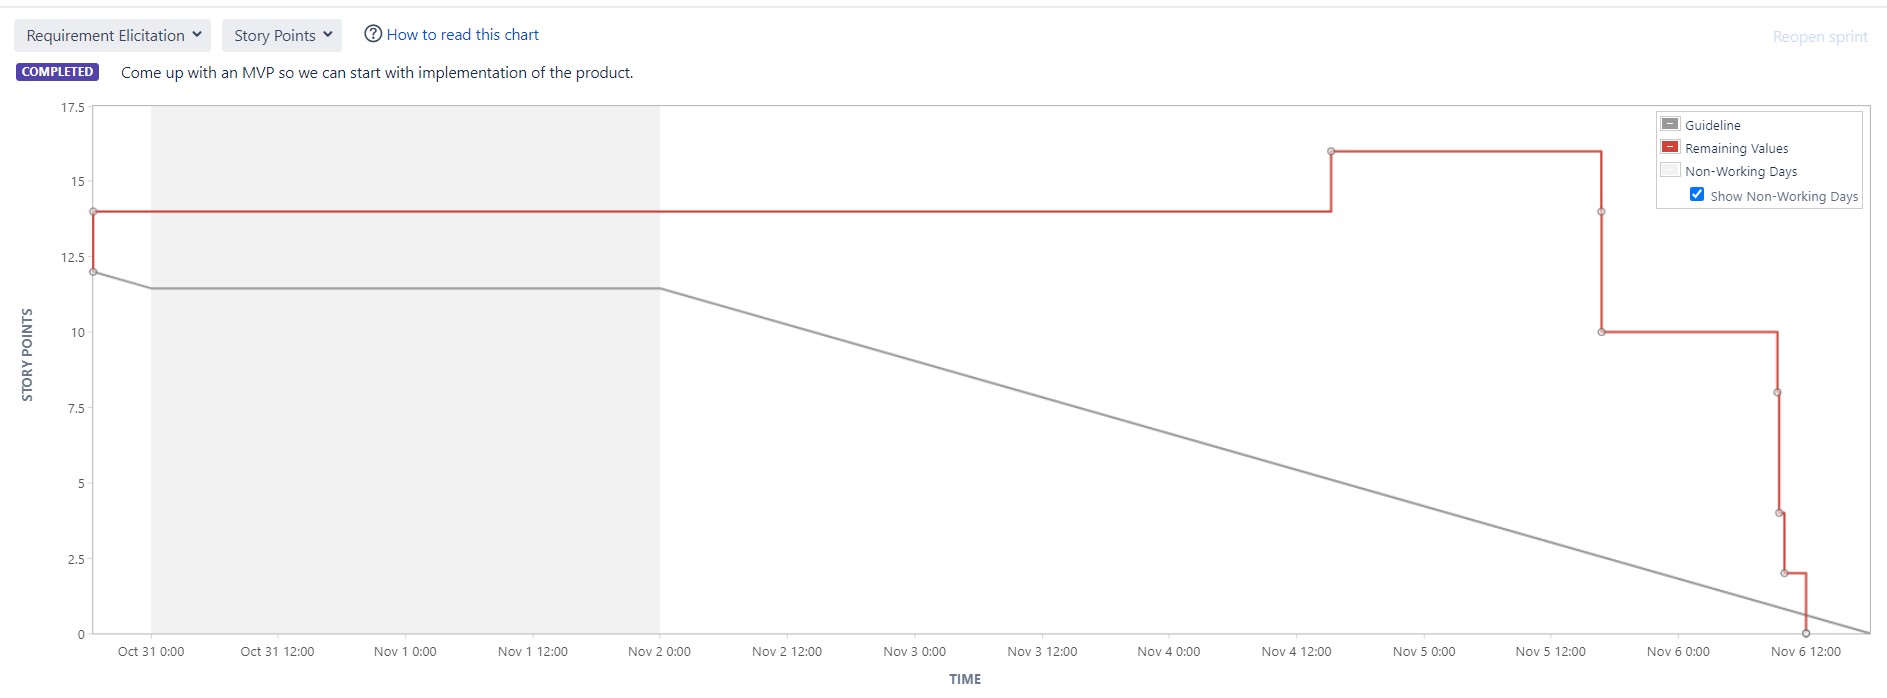 Requirement Elicitation Story Points How to read this chart Reopen sprint
COMPLETED Come up with an MVP so we can start with implementation of the product.
17.5
15
12.5
10
7.5
5
2.5
0
STORY POINTS
Guideline
Remaining Values
Non-Working Days
Show Non-Working Days
Oct 31 0:00 Oct 31 12:00 Nov 1 0:00 Nov 1 12:00 Nov 2 0:00 Nov 2 12:00 Nov 3 0:00 Nov 3 12:00 Nov 4 0:00 Nov 4 12:00 Nov 5 0:00 Nov 5 12:00 Nov 6 0:00 Nov 6 12:00
TIME